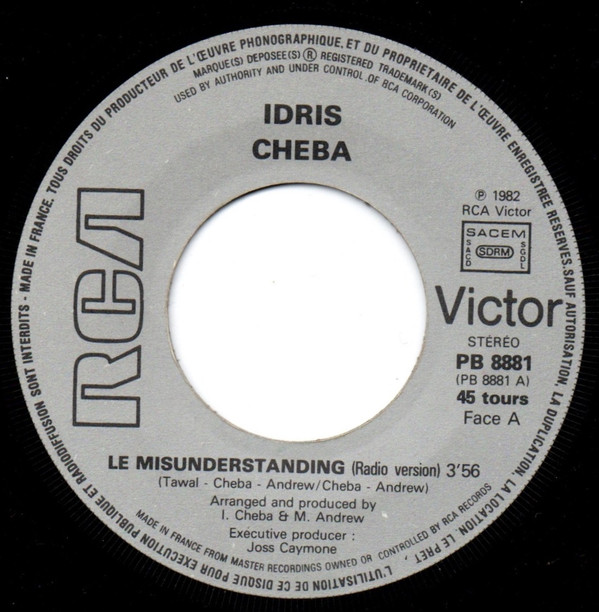 TOUS DROITS DU PRODUCTEUR DE L'ŒUVRE PHONOGRAPHIQUE, ET DU PROPRIETAIRE DE L'ŒUVRE ENREGISTREE RESERVES. SAUF AUTORISATION, LA DUPLICATION, LA LOCATION, LE PRET, L'UTILISATION DE CE DISQUE POUR EXECUTION PUBLIQUE ET RADIODIFFUSION SONT INTERDITS - MADE IN FRANCE.
MARQUE(S) DEPOSEE(S) ® REGISTERED TRADEMARK(S)
USED BY AUTHORITY AND UNDER CONTROL OF RCA CORPORATION
IDRIS
CHEBA
RCA
℗ 1982
RCA Victor
SACEM
SACD
SDRM
SGDL
Victor
STÉRÉO
PB 8881
(PB 8881 A)
45 tours
Face A
LE MISUNDERSTANDING (Radio version) 3'56
(Tawal - Cheba - Andrew/Cheba - Andrew)
Arranged and produced by
I. Cheba & M. Andrew
Executive producer :
Joss Caymone
MADE IN FRANCE FROM MASTER RECORDINGS OWNED OR CONTROLLED BY RCA RECORDS